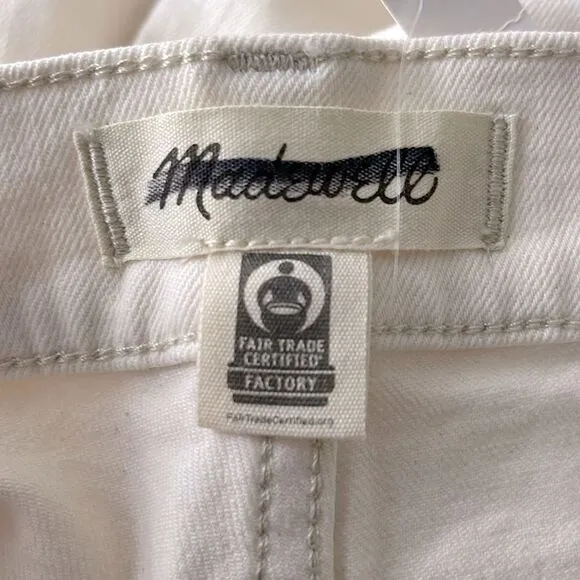 Madewell
FAIR TRADE
CERTIFIED
FACTORY
FairTradeCertified.org